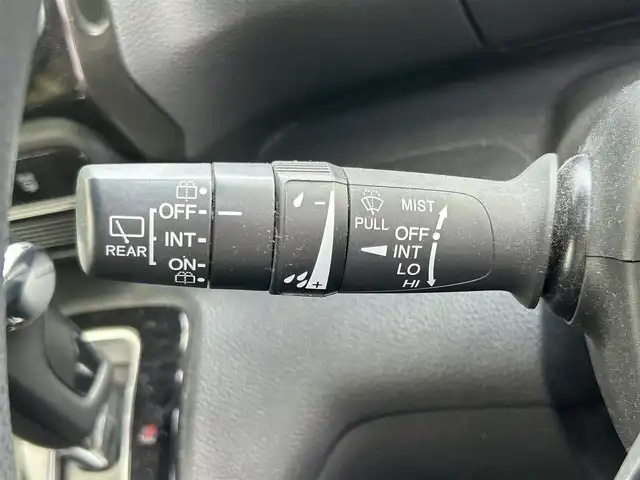 REAR
OFF
INT
ON
−
+
PULL
MIST
OFF
INT
LO
HI